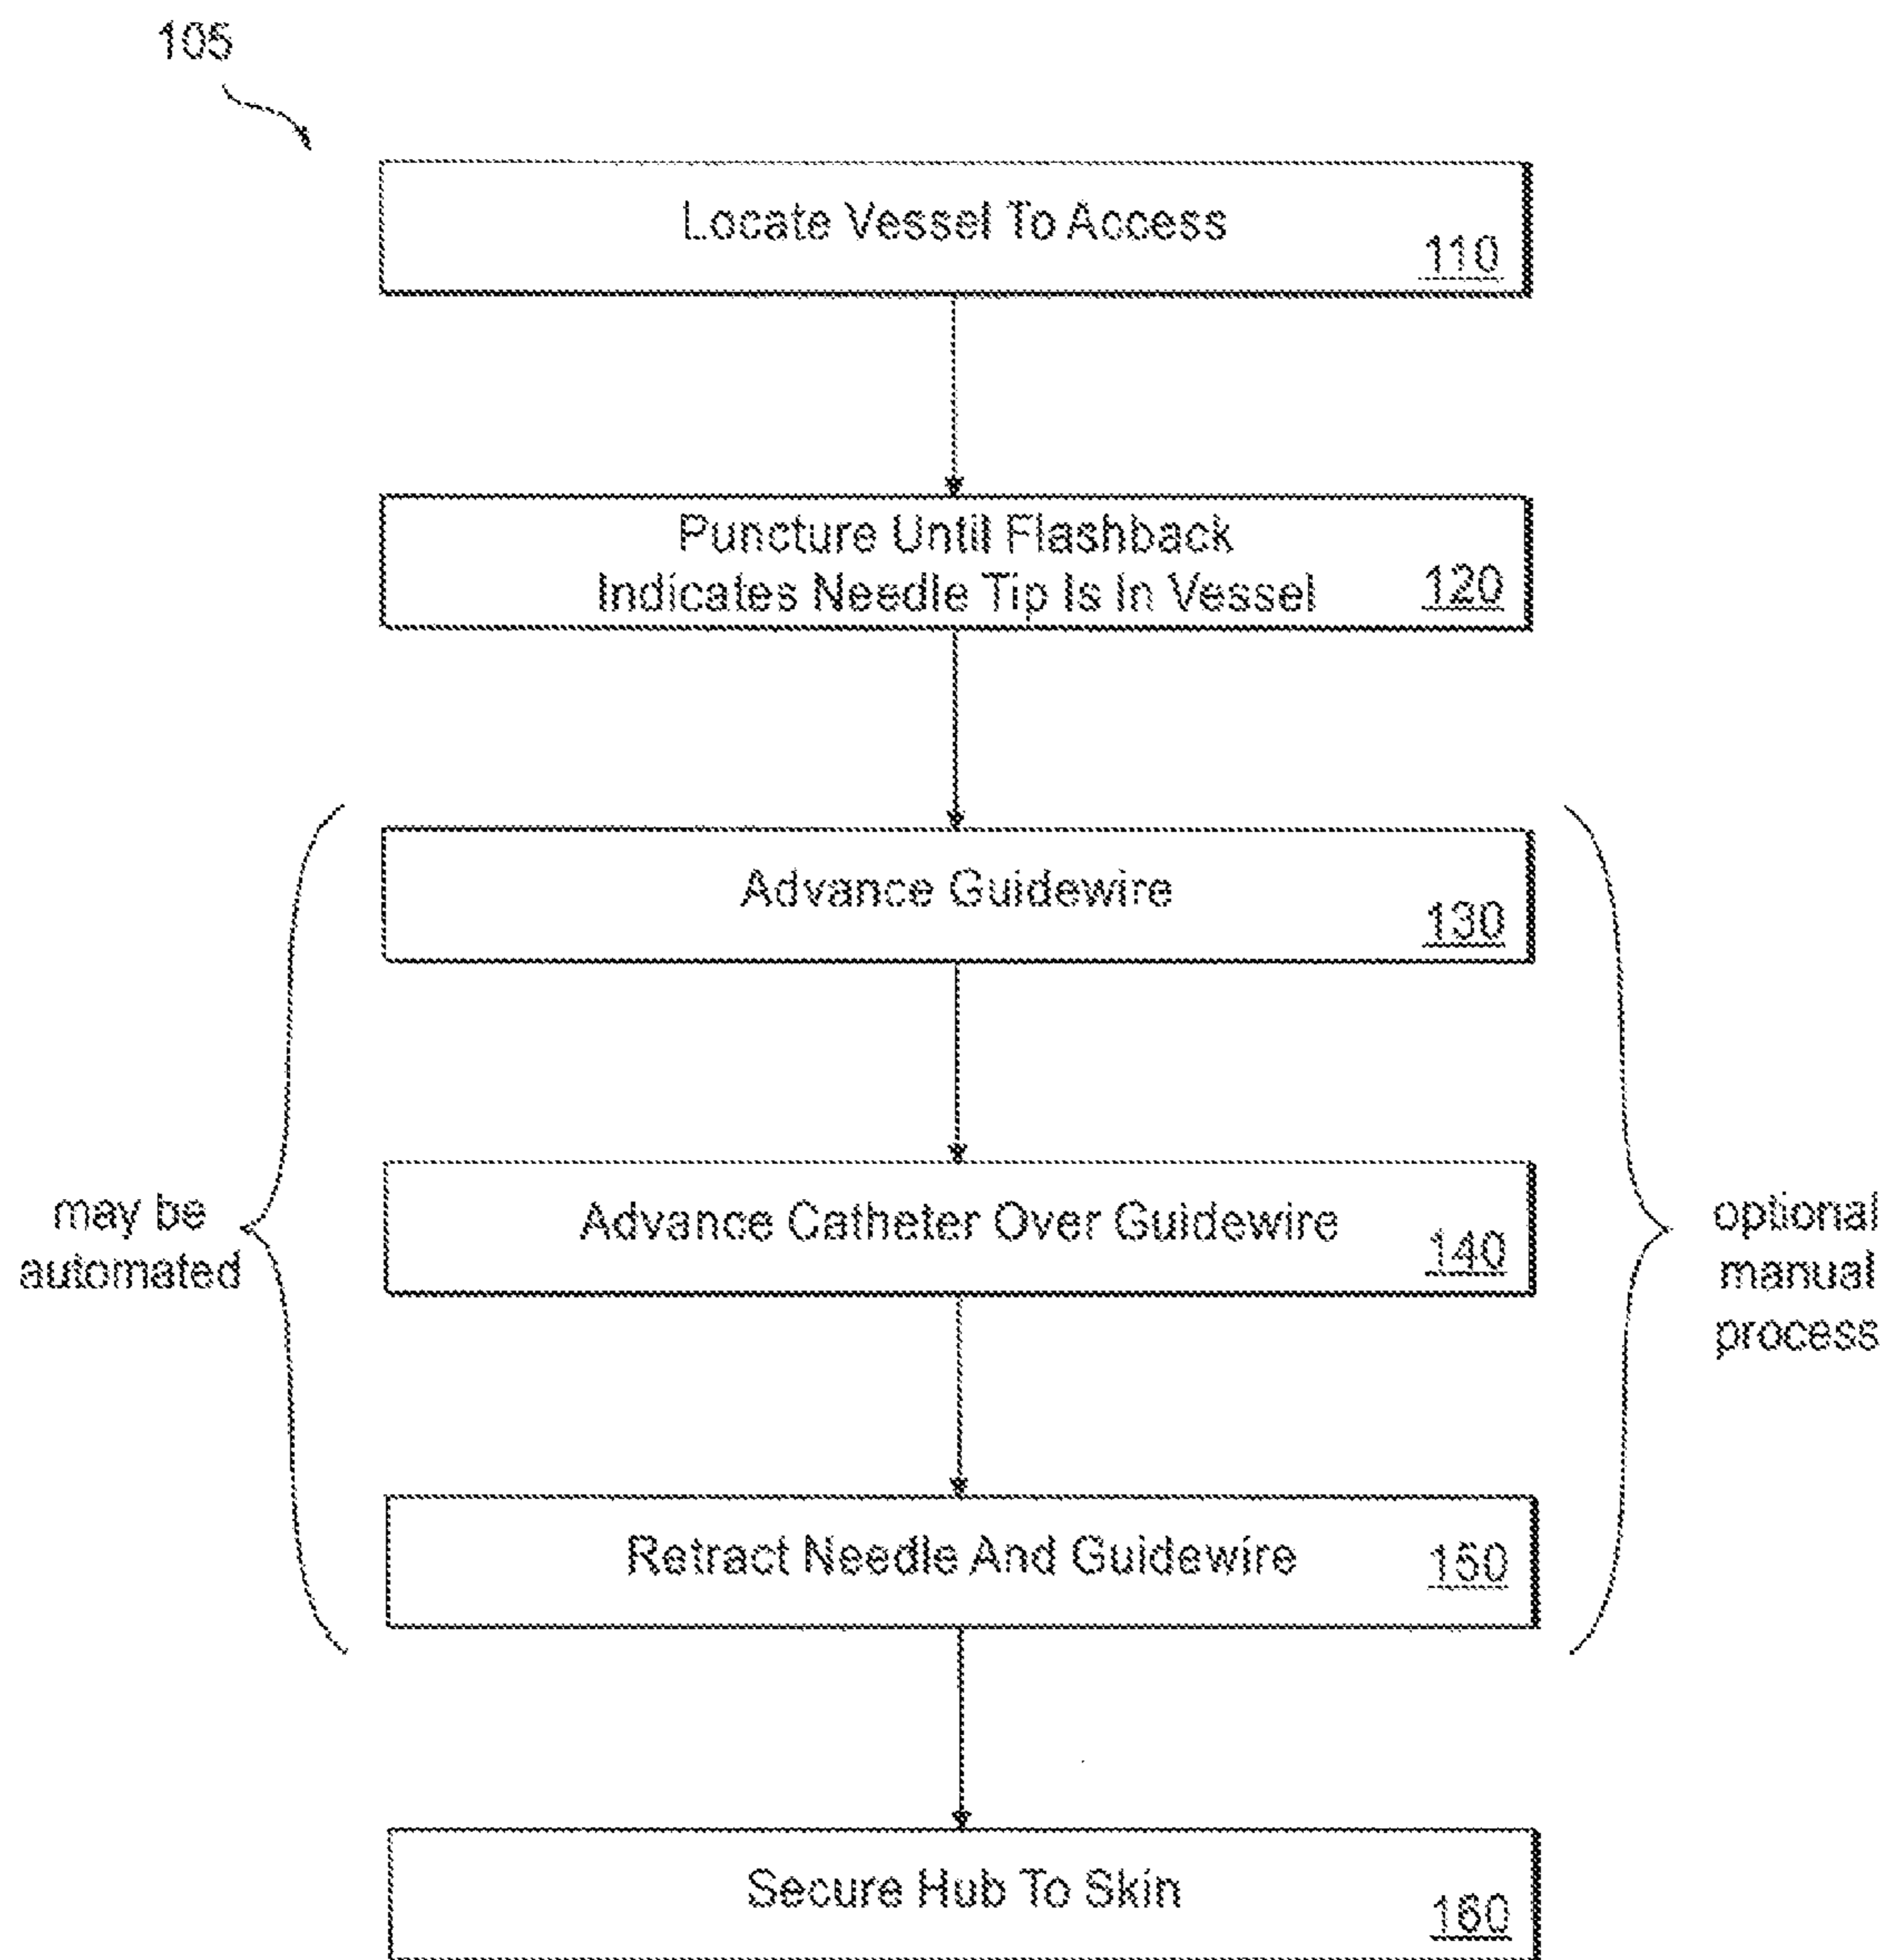 105
Locate Vessel To Access
110
Puncture Until Flashback
Indicates Needle Tip Is In Vessel
120
Advance Guidewire
130
Advance Catheter Over Guidewire
140
may be
automated
optional
manual
process
Retract Needle And Guidewire
150
Secure Hub To Skin
160